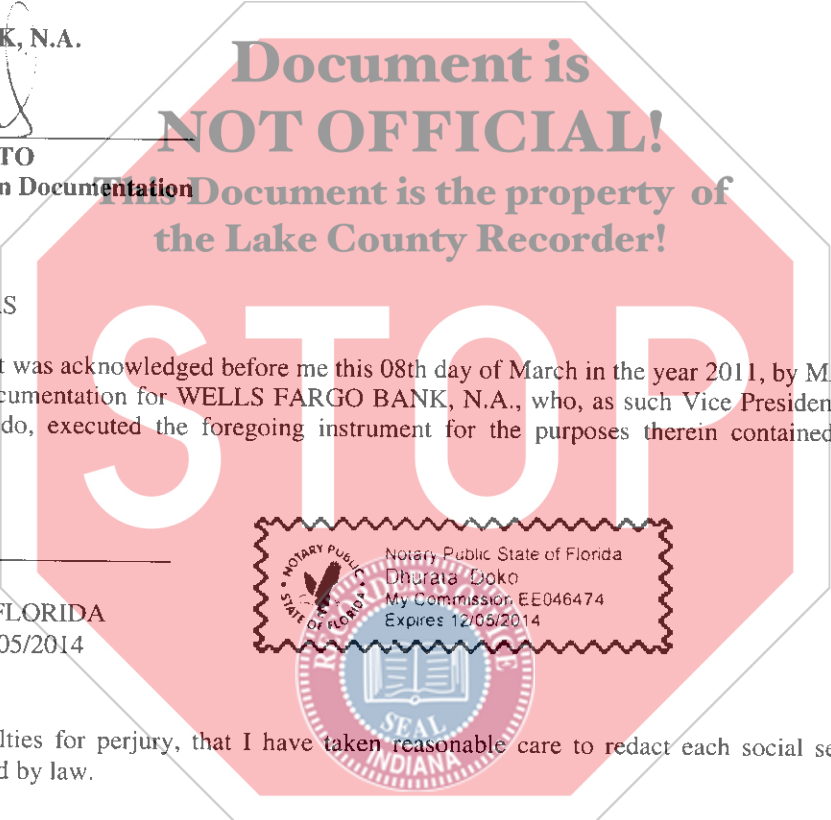 K, N.A.
Document is
NOT OFFICIAL!
TO
n Documentation
This Document is the property of
the Lake County Recorder!
AS
STOP
t was acknowledged before me this 08th day of March in the year 2011, by M
cumentation for WELLS FARGO BANK, N.A., who, as such Vice Presiden
do, executed the foregoing instrument for the purposes therein contained
NOTARY PUBLIC
STATE OF FLORIDA
Notary Public State of Florida
Dhurata Doko
My Commission EE046474
Expires 12/05/2014
FLORIDA
05/2014
RECORDER'S OFFICE
SEAL
INDIANA
lties for perjury, that I have taken reasonable care to redact each social se
d by law.